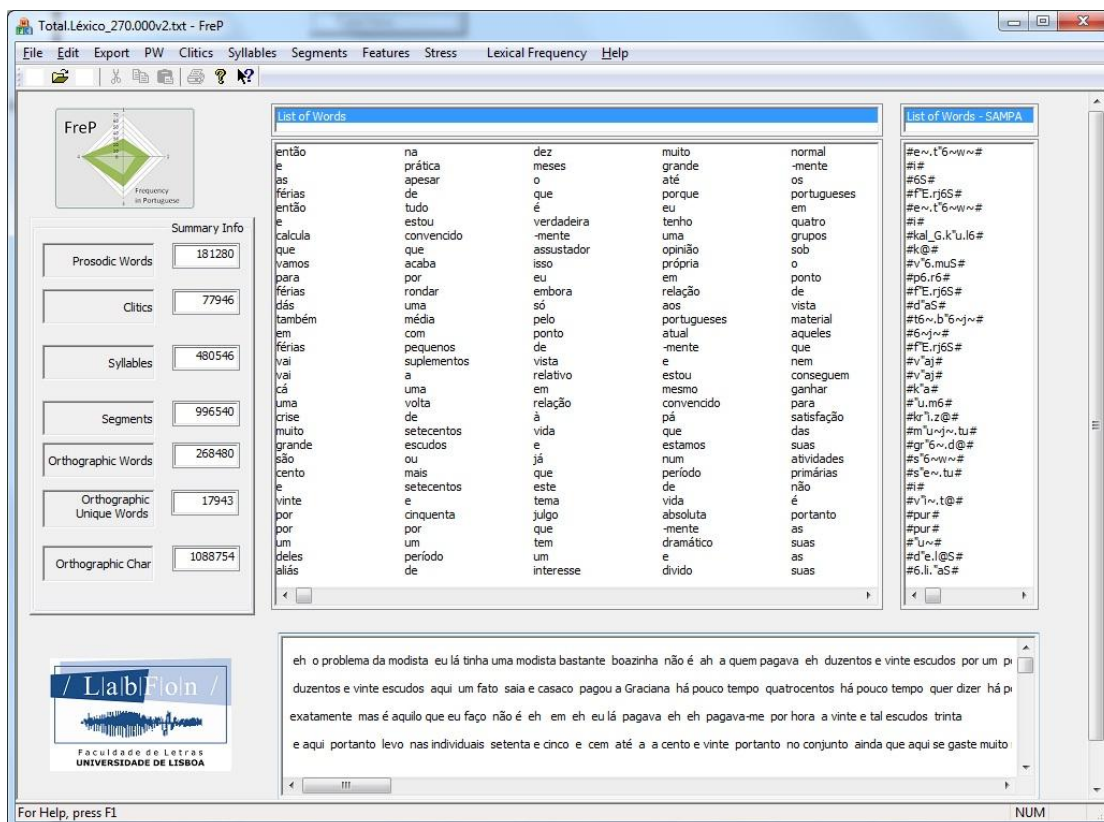 Total.Léxico_270.000v2.txt - FreP
File Edit Export PW Clitics Syllables Segments Features Stress Lexical Frequency Help
FreP
Frequency
in Portuguese
Summary Info
Prosodic Words 181280
Clitics 77946
Syllables 480546
Segments 996540
Orthographic Words 268480
Orthographic
Unique Words 17943
Orthographic Char 1088754
List of Words
então na dez muito normal
e prática meses grande -mente
as apesar o até os
férias de que porque portugueses
então tudo é eu em
e estou verdadeira tenho quatro
calcula convencido -mente uma grupos
que que assustador opinião sob
vamos acaba isso própria o
para por eu em ponto
férias rondar embora relação de
dás uma só aos vista
também média pelo portugueses material
em com ponto atual aqueles
férias pequenos de -mente que
vai suplementos vista e nem
vai a relativo estou conseguem
cá uma em mesmo ganhar
uma volta relação convencido para
crise de à pá satisfação
muito setecentos vida que das
grande escudos e estamos suas
são ou já num atividades
cento mais que período primárias
e setecentos este de não
vinte e tema vida é
por cinquenta julgo absoluta portanto
por por que -mente as
um um tem dramático suas
deles período um e as
aliás de interesse divido suas
List of Words - SAMPA
#e~.t"6~w~#
#i#
#6S#
#f"E.rj6S#
#e~.t"6~w~#
#i#
#kal_G.k"u.l6#
#k@#
#v"6.muS#
#p6.r6#
#f"E.rj6S#
#d"aS#
#t6~.b"6~j~#
#6~j~#
#f"E.rj6S#
#v"aj#
#v"aj#
#k"a#
#"u.m6#
#kr"i.z@#
#m"u~j~.tu#
#gr"6~.d@#
#s"6~w~#
#s"e~.tu#
#i#
#v"i~.t@#
#pur#
#pur#
#"u~#
#d"e.l@S#
#6.li."aS#
/ L|a|b|F|o|n /
Faculdade de Letras
UNIVERSIDADE DE LISBOA
eh o problema da modista eu lá tinha uma modista bastante boazinha não é ah a quem pagava eh duzentos e vinte escudos por um
duzentos e vinte escudos aqui um fato saia e casaco pagou a Graciana há pouco tempo quatrocentos há pouco tempo quer dizer há
exatamente mas é aquilo que eu faço não é eh em eh eu lá pagava eh eh pagava-me por hora a vinte e tal escudos trinta
e aqui portanto levo nas individuais setenta e cinco e cem até a a cento e vinte portanto no conjunto ainda que aqui se gaste muito
For Help, press F1
NUM